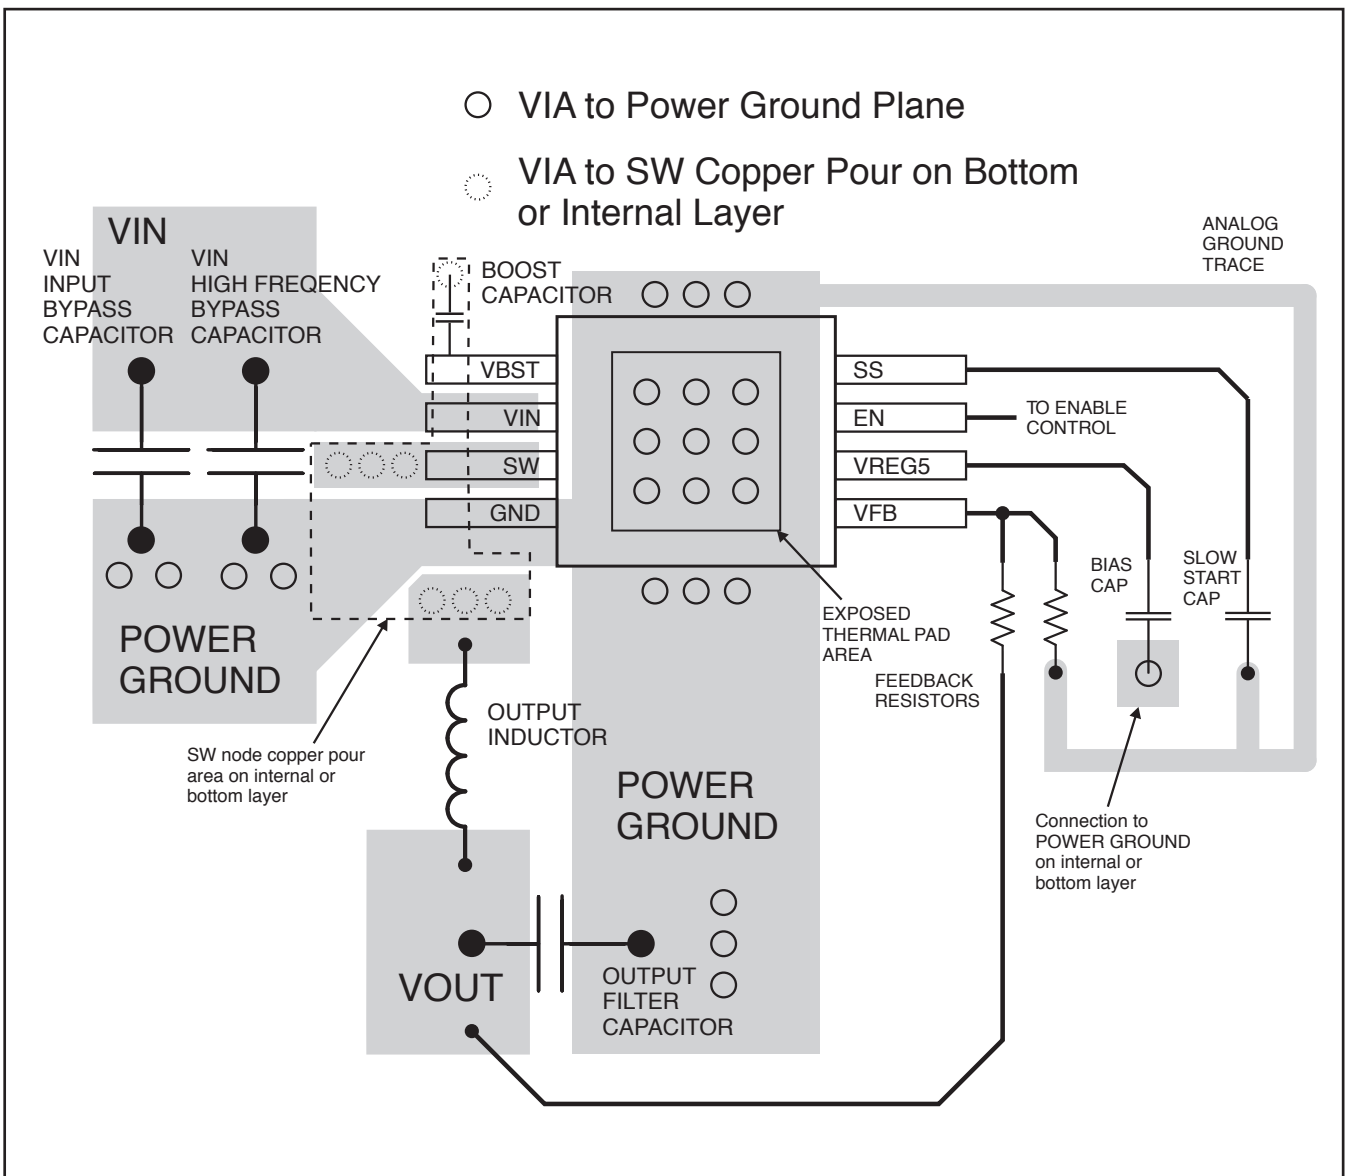 VIA to Power Ground Plane
VIA to SW Copper Pour on Bottom
or Internal Layer
ANALOG
GROUND
TRACE
VIN
VIN
INPUT
BYPASS
CAPACITOR
VIN
HIGH FREQENCY
BYPASS
CAPACITOR
BOOST
CAPACITOR
VBST
VIN
SW
GND
SS
EN
VREG5
VFB
TO ENABLE
CONTROL
BIAS
CAP
SLOW
START
CAP
EXPOSED
THERMAL PAD
AREA
FEEDBACK
RESISTORS
POWER
GROUND
SW node copper pour
area on internal or
bottom layer
OUTPUT
INDUCTOR
POWER
GROUND
Connection to
POWER GROUND
on internal or
bottom layer
VOUT
OUTPUT
FILTER
CAPACITOR